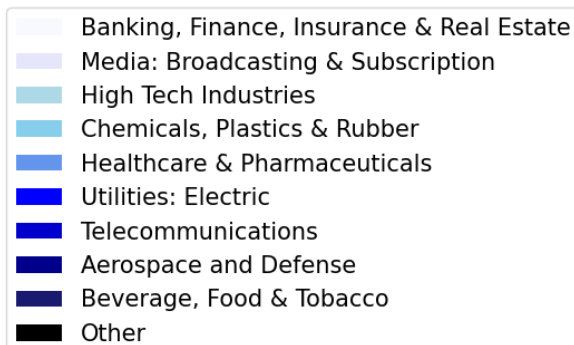 Banking, Finance, Insurance & Real Estate
Media: Broadcasting & Subscription
High Tech Industries
Chemicals, Plastics & Rubber
Healthcare & Pharmaceuticals
Utilities: Electric
Telecommunications
Aerospace and Defense
Beverage, Food & Tobacco
Other